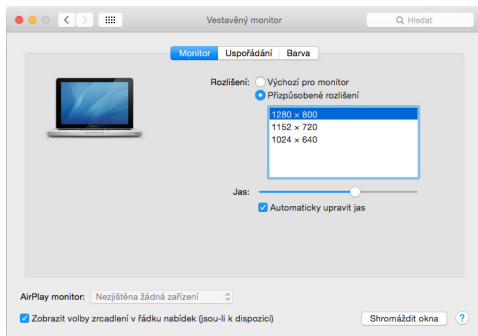 Vestavěný monitor
Hledat
Monitor Uspořádání Barva
Rozlišení: Výchozí pro monitor
Přizpůsobené rozlišení
1280 × 800
1152 × 720
1024 × 640
Jas:
Automaticky upravit jas
AirPlay monitor: Nezjištěna žádná zařízení
Zobrazit volby zrcadlení v řádku nabídek (jsou-li k dispozici)
Shromáždit okna ?